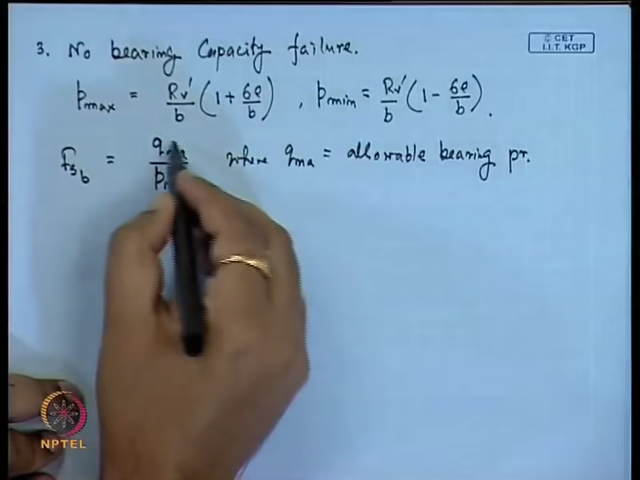 © CET
I.I.T. KGP
3. No bearing Capacity failure.
pmax = Rv'/b (1 + 6e/b) , pmin = Rv'/b (1 - 6e/b).
Fsb = where qma = allowable bearing pr.
NPTEL